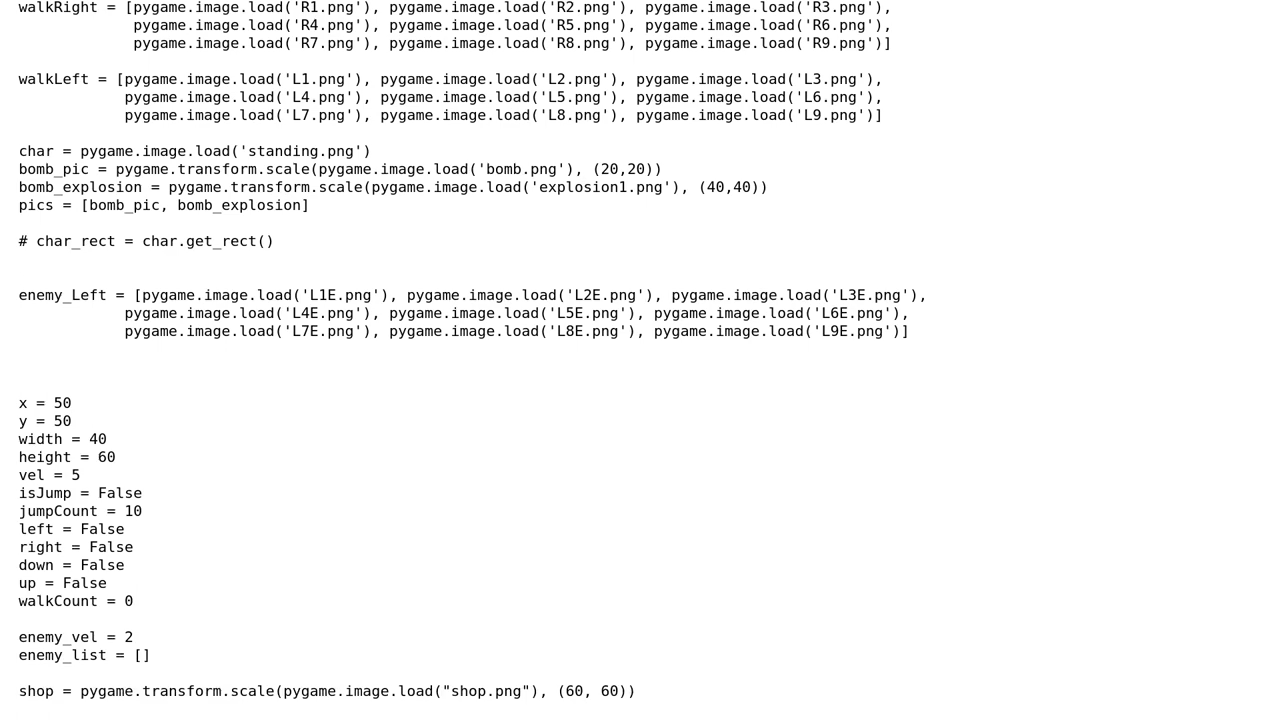 walkRight = [pygame.image.load('R1.png'), pygame.image.load('R2.png'), pygame.image.load('R3.png'),
             pygame.image.load('R4.png'), pygame.image.load('R5.png'), pygame.image.load('R6.png'),
             pygame.image.load('R7.png'), pygame.image.load('R8.png'), pygame.image.load('R9.png')]

walkLeft = [pygame.image.load('L1.png'), pygame.image.load('L2.png'), pygame.image.load('L3.png'),
            pygame.image.load('L4.png'), pygame.image.load('L5.png'), pygame.image.load('L6.png'),
            pygame.image.load('L7.png'), pygame.image.load('L8.png'), pygame.image.load('L9.png')]

char = pygame.image.load('standing.png')
bomb_pic = pygame.transform.scale(pygame.image.load('bomb.png'), (20,20))
bomb_explosion = pygame.transform.scale(pygame.image.load('explosion1.png'), (40,40))
pics = [bomb_pic, bomb_explosion]

# char_rect = char.get_rect()


enemy_Left = [pygame.image.load('L1E.png'), pygame.image.load('L2E.png'), pygame.image.load('L3E.png'),
            pygame.image.load('L4E.png'), pygame.image.load('L5E.png'), pygame.image.load('L6E.png'),
            pygame.image.load('L7E.png'), pygame.image.load('L8E.png'), pygame.image.load('L9E.png')]



x = 50
y = 50
width = 40
height = 60
vel = 5
isJump = False
jumpCount = 10
left = False
right = False
down = False
up = False
walkCount = 0

enemy_vel = 2
enemy_list = []

shop = pygame.transform.scale(pygame.image.load("shop.png"), (60, 60))